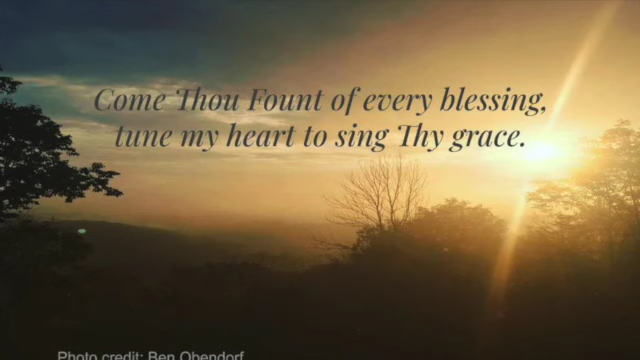 Come Thou Fount of every blessing,
tune my heart to sing Thy grace.
Photo credit: Ben Obendorf